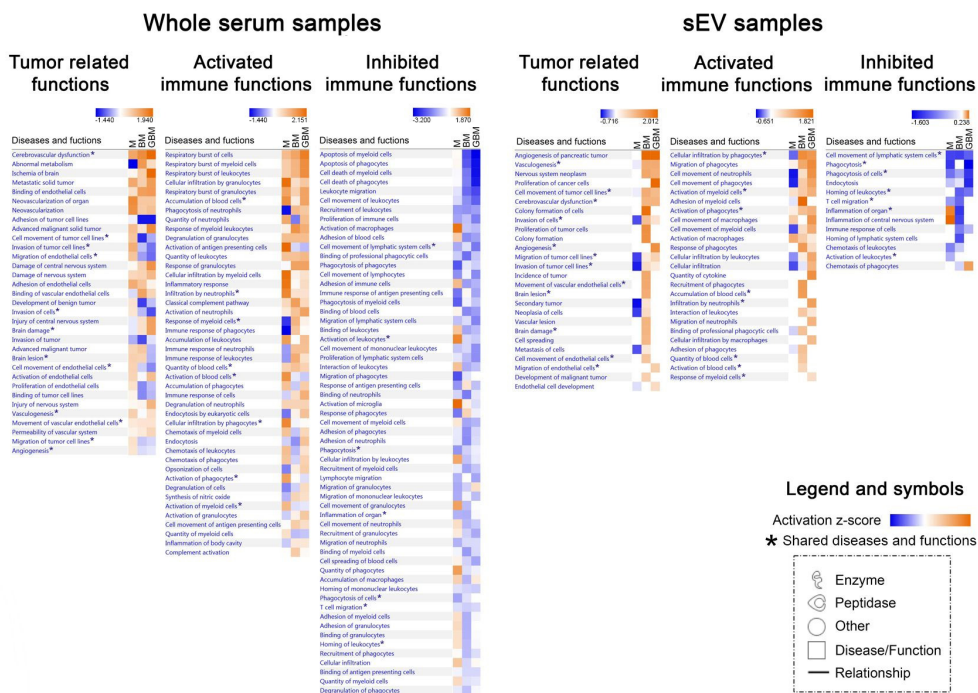 Whole serum samples
Tumor related
functions
-1.440 1.940
Diseases and fuctions M BM GBM
Cerebrovascular dysfunction *
Abnormal metabolism
Ischemia of brain
Metastatic solid tumor
Binding of endothelial cells
Neovascularization of organ
Neovascularization
Adhesion of tumor cell lines
Advanced malignant solid tumor
Cell movement of tumor cell lines *
Invasion of tumor cell lines *
Migration of endothelial cells *
Damage of central nervous system
Damage of nervous system
Adhesion of endothelial cells
Binding of vascular endothelial cells
Development of benign tumor
Invasion of cells *
Injury of central nervous system
Brain damage *
Invasion of tumor
Advanced malignant tumor
Brain lesion *
Cell movement of endothelial cells *
Activation of endothelial cells
Proliferation of endothelial cells
Binding of tumor cell lines
Injury of nervous system
Vasculogenesis *
Movement of vascular endothelial cells *
Permeability of vascular system
Migration of tumor cell lines *
Angiogenesis *
Activated
immune functions
-1.440 2.151
Diseases and fuctions M BM GBM
Respiratory burst of cells
Respiratory burst of myeloid cells
Respiratory burst of leukocytes
Cellular infiltration by granulocytes
Respiratory burst of granulocytes
Accumulation of blood cells *
Phagocytosis of neutrophils
Quantity of neutrophils
Response of myeloid leukocytes
Degranulation of granulocytes
Activation of antigen presenting cells
Quantity of leukocytes
Response of granulocytes
Cellular infiltration by myeloid cells
Inflammatory response
Infiltration by neutrophils *
Classical complement pathway
Activation of neutrophils
Response of myeloid cells *
Immune response of phagocytes
Accumulation of leukocytes
Immune response of neutrophils
Immune response of leukocytes
Quantity of blood cells *
Activation of blood cells *
Accumulation of phagocytes
Immune response of cells
Degranulation of neutrophils
Endocytosis by eukaryotic cells
Cellular infiltration by phagocytes *
Chemotaxis of myeloid cells
Endocytosis
Chemotaxis of leukocytes
Chemotaxis of phagocytes
Opsonization of cells
Activation of phagocytes *
Degranulation of cells
Synthesis of nitric oxide
Activation of myeloid cells *
Activation of granulocytes
Cell movement of antigen presenting cells
Quantity of myeloid cells
Inflammation of body cavity
Complement activation
Inhibited
immune functions
-3.200 1.870
Diseases and fuctions M BM GBM
Apoptosis of myeloid cells
Apoptosis of phagocytes
Cell death of myeloid cells
Cell death of phagocytes
Leukocyte migration
Cell movement of leukocytes
Recruitment of leukocytes
Proliferation of immune cells
Activation of macrophages
Adhesion of blood cells
Cell movement of lymphatic system cells *
Binding of professional phagocytic cells
Phagocytosis of phagocytes
Cell movement of lymphocytes
Adhesion of immune cells
Immune response of antigen presenting cells
Phagocytosis of myeloid cells
Binding of blood cells
Migration of lymphatic system cells
Binding of leukocytes
Activation of leukocytes *
Cell movement of mononuclear leukocytes
Proliferation of lymphatic system cells
Interaction of leukocytes
Migration of phagocytes
Response of antigen presenting cells
Binding of neutrophils
Activation of microglia
Response of phagocytes
Cell movement of myeloid cells
Adhesion of phagocytes
Adhesion of neutrophils
Phagocytosis *
Cellular infiltration by leukocytes
Recruitment of myeloid cells
Lymphocyte migration
Migration of granulocytes
Migration of mononuclear leukocytes
Cell movement of granulocytes
Inflammation of organ *
Cell movement of neutrophils
Recruitment of granulocytes
Migration of neutrophils
Binding of myeloid cells
Cell spreading of blood cells
Quantity of phagocytes
Accumulation of macrophages
Homing of mononuclear leukocytes
Phagocytosis of cells *
T cell migration *
Adhesion of myeloid cells
Adhesion of granulocytes
Binding of granulocytes
Homing of leukocytes *
Recruitment of phagocytes
Cellular infiltration
Binding of antigen presenting cells
Quantity of myeloid cells
Degranulation of phagocytes
sEV samples
Tumor related
functions
-0.716 2.012
Diseases and fuctions M BM GBM
Angiogenesis of pancreatic tumor
Vasculogenesis *
Nervous system neoplasm
Proliferation of cancer cells
Cell movement of tumor cell lines *
Cerebrovascular dysfunction *
Colony formation of cells
Invasion of cells *
Proliferation of tumor cells
Colony formation
Angiogenesis *
Migration of tumor cell lines *
Invasion of tumor cell lines *
Incidence of tumor
Movement of vascular endothelial cells *
Brain lesion *
Secondary tumor
Neoplasia of cells
Vascular lesion
Brain damage *
Cell spreading
Metastasis of cells
Cell movement of endothelial cells *
Migration of endothelial cells *
Development of malignant tumor
Endothelial cell development
Activated
immune functions
-0.651 1.821
Diseases and fuctions M BM GBM
Cellular infiltration by phagocytes *
Migration of phagocytes
Cell movement of neutrophils
Cell movement of phagocytes
Activation of myeloid cells *
Adhesion of myeloid cells
Activation of phagocytes *
Cell movement of macrophages
Cell movement of myeloid cells
Activation of macrophages
Response of phagocytes
Cellular infiltration by leukocytes
Cellular infiltration
Quantity of cytokine
Recruitment of phagocytes
Accumulation of blood cells *
Infiltration by neutrophils *
Interaction of leukocytes
Migration of neutrophils
Binding of professional phagocytic cells
Cellular infiltration by macrophages
Adhesion of phagocytes
Quantity of blood cells *
Activation of blood cells *
Response of myeloid cells *
Inhibited
immune functions
-1.603 0.238
Diseases and fuctions M BM GBM
Cell movement of lymphatic system cells *
Phagocytosis *
Phagocytosis of cells *
Endocytosis
Homing of leukocytes *
T cell migration *
Inflammation of organ *
Inflammation of central nervous system
Immune response of cells
Homing of lymphatic system cells
Chemotaxis of leukocytes
Activation of leukocytes *
Chemotaxis of phagocytes
Legend and symbols
Activation z-score
* Shared diseases and functions
Enzyme
Peptidase
Other
Disease/Function
Relationship